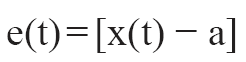 e(t)=[x(t) − a]